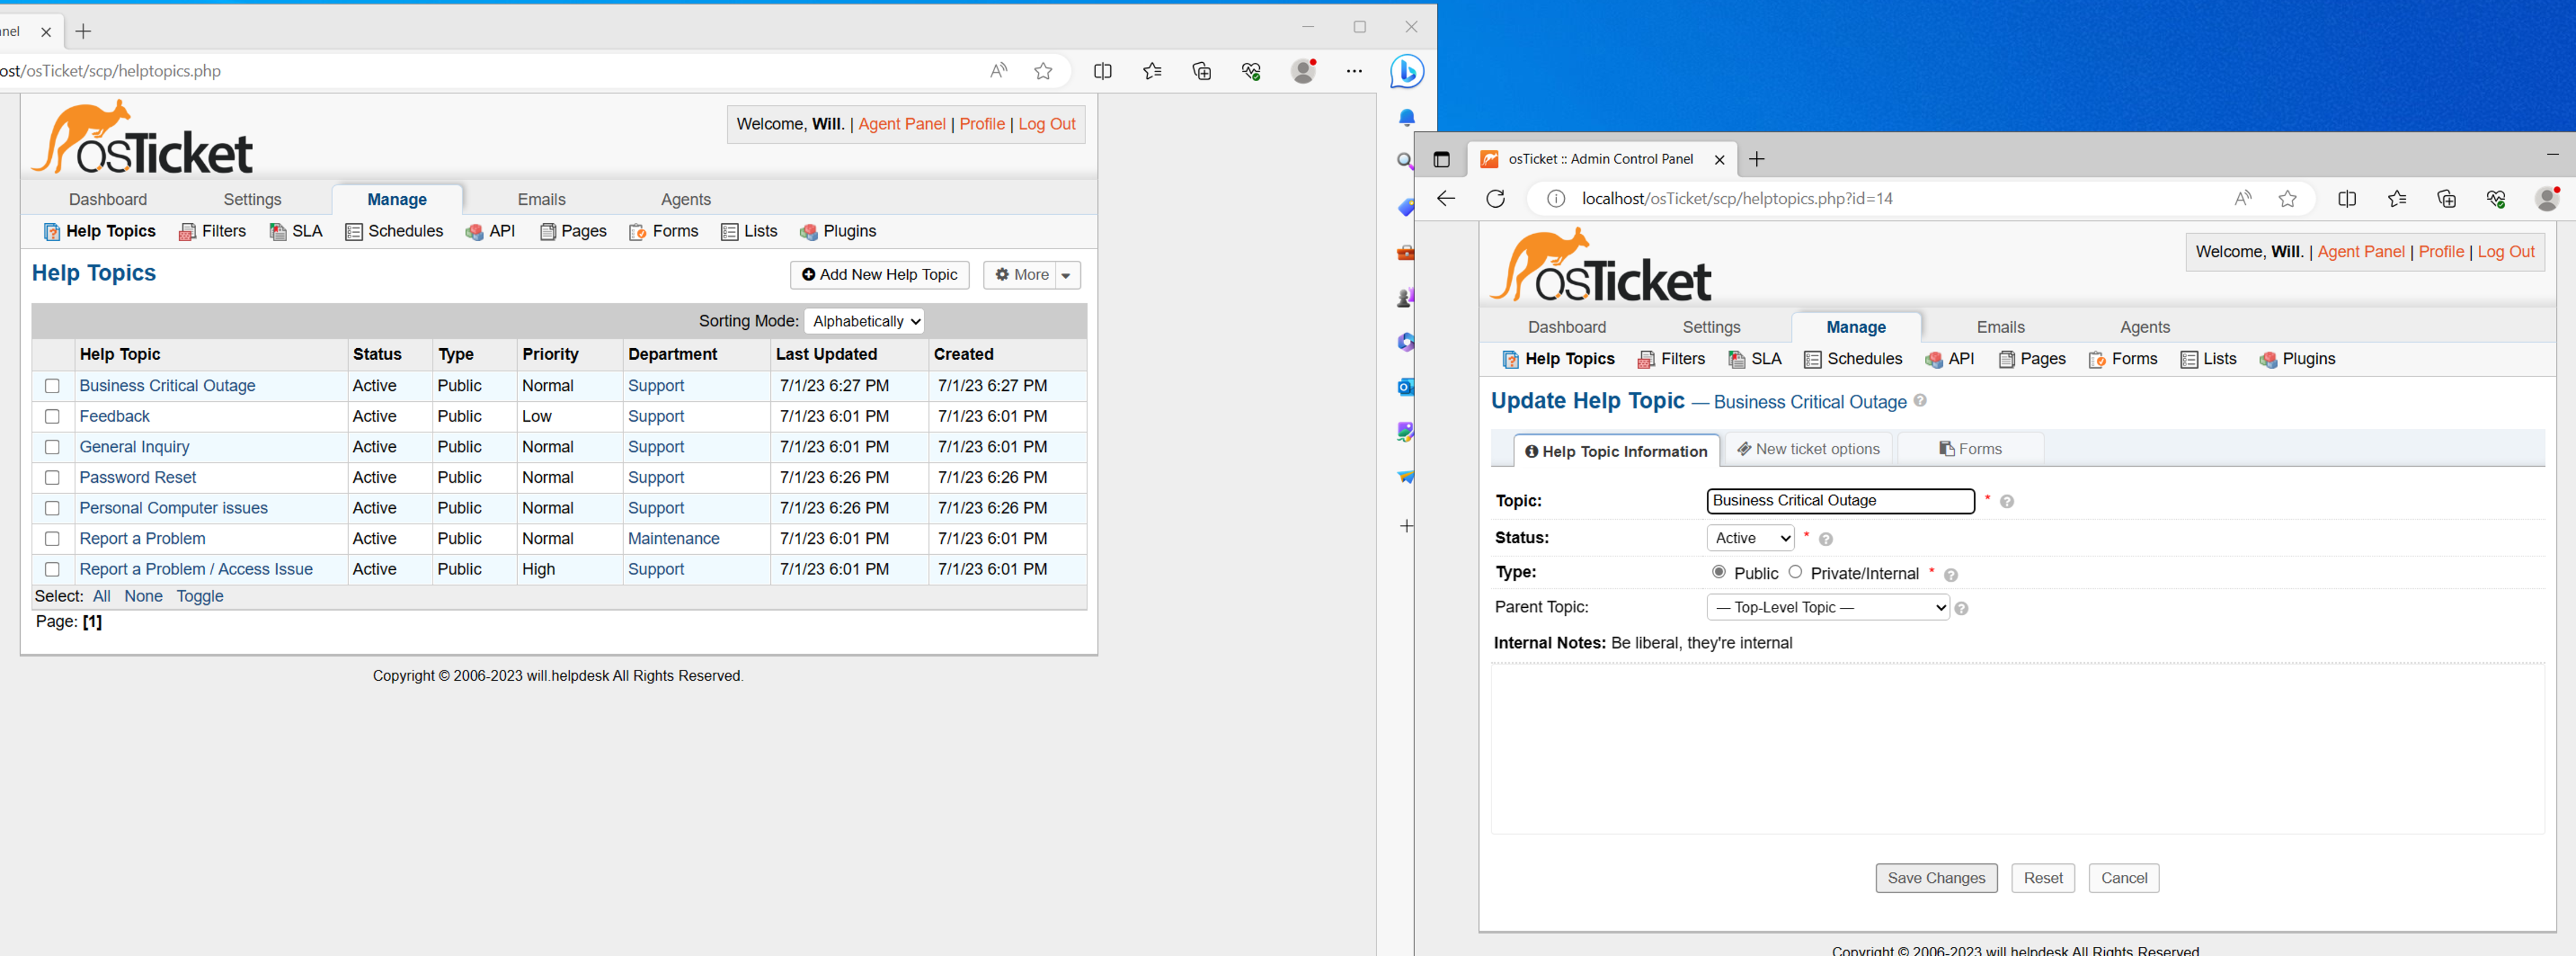 nel
ost/osTicket/scp/helptopics.php
osTicket
Welcome, Will. | Agent Panel | Profile | Log Out
Dashboard Settings Manage Emails Agents
Help Topics Filters SLA Schedules API Pages Forms Lists Plugins
Help Topics Add New Help Topic More
Sorting Mode: Alphabetically
Help Topic Status Type Priority Department Last Updated Created
Business Critical Outage Active Public Normal Support 7/1/23 6:27 PM 7/1/23 6:27 PM
Feedback Active Public Low Support 7/1/23 6:01 PM 7/1/23 6:01 PM
General Inquiry Active Public Normal Support 7/1/23 6:01 PM 7/1/23 6:01 PM
Password Reset Active Public Normal Support 7/1/23 6:26 PM 7/1/23 6:26 PM
Personal Computer issues Active Public Normal Support 7/1/23 6:26 PM 7/1/23 6:26 PM
Report a Problem Active Public Normal Maintenance 7/1/23 6:01 PM 7/1/23 6:01 PM
Report a Problem / Access Issue Active Public High Support 7/1/23 6:01 PM 7/1/23 6:01 PM
Select: All None Toggle
Page: [1]
Copyright © 2006-2023 will.helpdesk All Rights Reserved.
osTicket :: Admin Control Panel
localhost/osTicket/scp/helptopics.php?id=14
osTicket
Welcome, Will. | Agent Panel | Profile | Log Out
Dashboard Settings Manage Emails Agents
Help Topics Filters SLA Schedules API Pages Forms Lists Plugins
Update Help Topic — Business Critical Outage
Help Topic Information New ticket options Forms
Topic: Business Critical Outage *
Status: Active *
Type: Public Private/Internal *
Parent Topic: — Top-Level Topic —
Internal Notes: Be liberal, they're internal
Save Changes Reset Cancel
Copyright © 2006-2023 will.helpdesk All Rights Reserved.